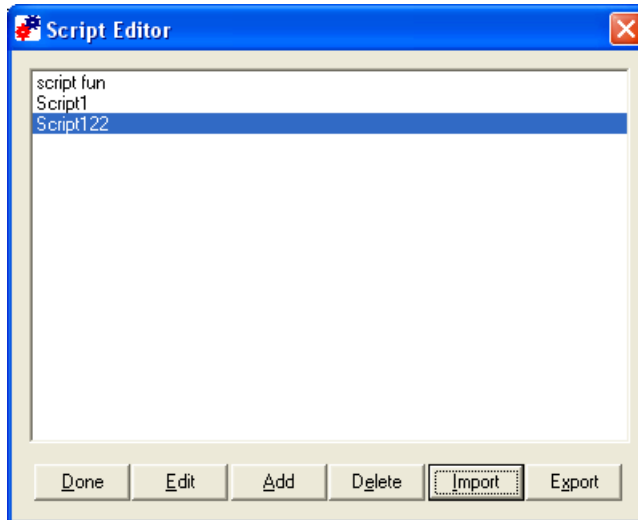 Script Editor
script fun
Script1
Script122
Done Edit Add Delete Import Export